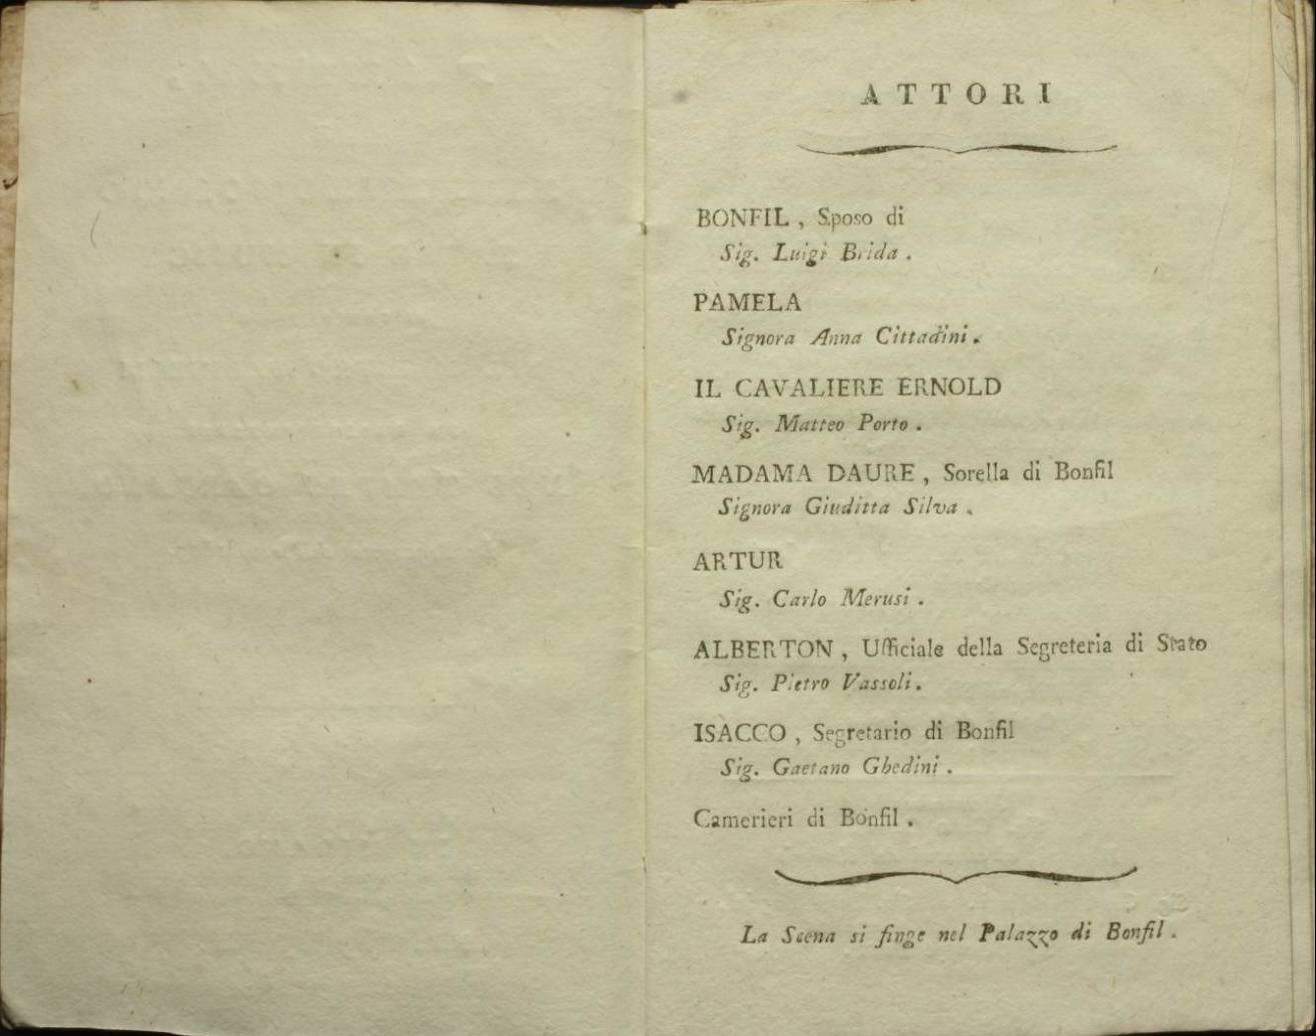 ATTORI
BONFIL, Sposo di
Sig. Luigi Brida.
PAMELA
Signora Anna Cittadini.
IL CAVALIERE ERNOLD
Sig. Matteo Porto.
MADAMA DAURE, Sorella di Bonfil
Signora Giuditta Silva.
ARTUR
Sig. Carlo Merusi.
ALBERTON, Ufficiale della Segreteria di Stato
Sig. Pietro Vassoli.
ISACCO, Segretario di Bonfil
Sig. Gaetano Ghedini.
Camerieri di Bonfil.
La Scena si finge nel Palazzo di Bonfil.